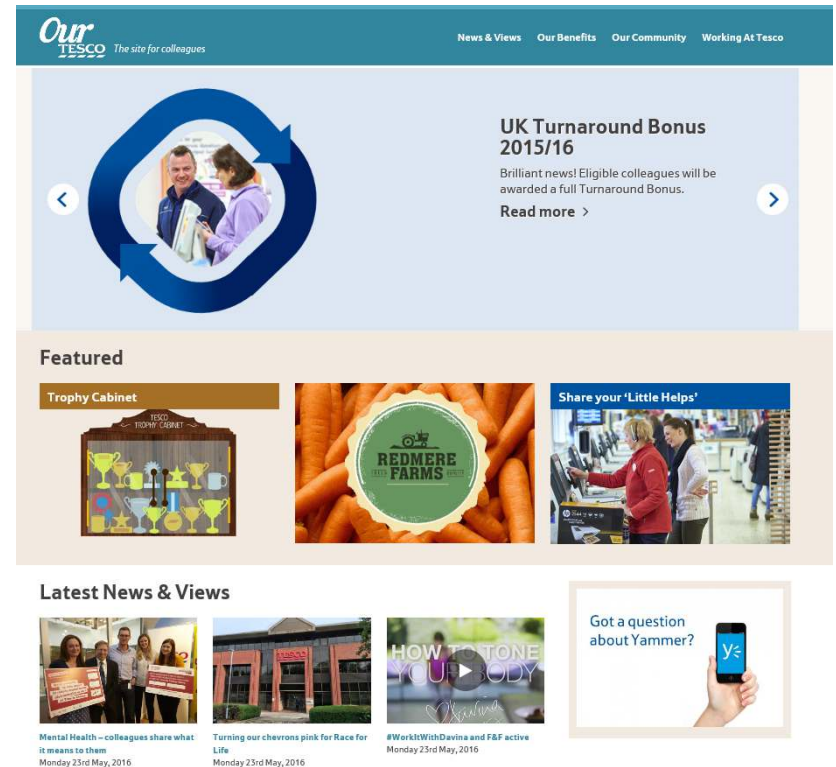 Our
TESCO
The site for colleagues
News & Views
Our Benefits
Our Community
Working At Tesco
UK Turnaround Bonus
2015/16
Brilliant news! Eligible colleagues will be
awarded a full Turnaround Bonus.
Read more >
Featured
Trophy Cabinet
TESCO
TROPHY CABINET
REDMERE
FARMS
Share your ‘Little Helps’
hp
Latest News & Views
TESCO
HOW TO TONE
YOUR BODY
Davina
Got a question
about Yammer?
y
Mental Health – colleagues share what
it means to them
Monday 23rd May, 2016
Turning our chevrons pink for Race for
Life
Monday 23rd May, 2016
#WorkItWithDavina and F&F active
Monday 23rd May, 2016